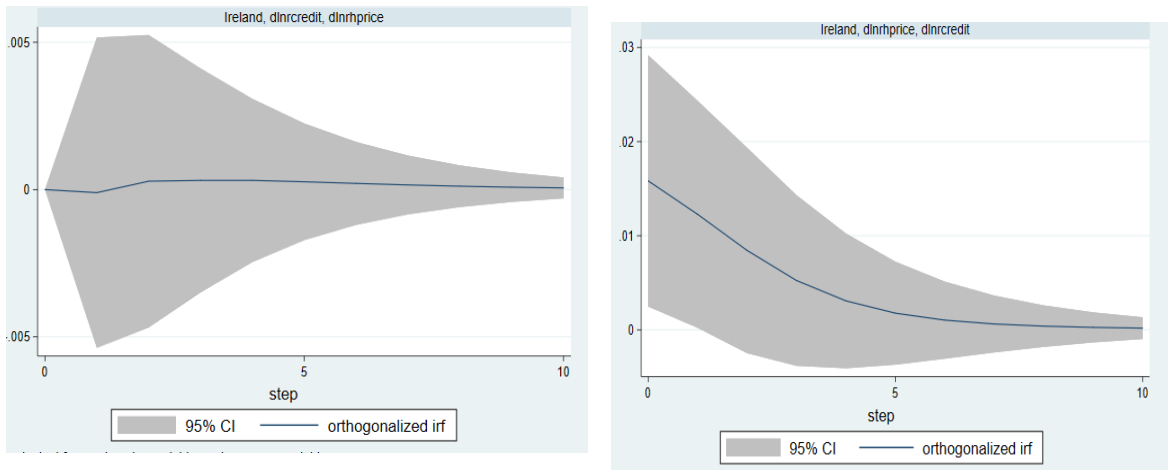 Ireland, dlnrcredit, dlnrhprice
.005
0
-.005
0
5
10
step
95% CI
orthogonalized irf
Ireland, dlnrhprice, dlnrcredit
.03
.02
.01
0
0
5
10
step
95% CI
orthogonalized irf